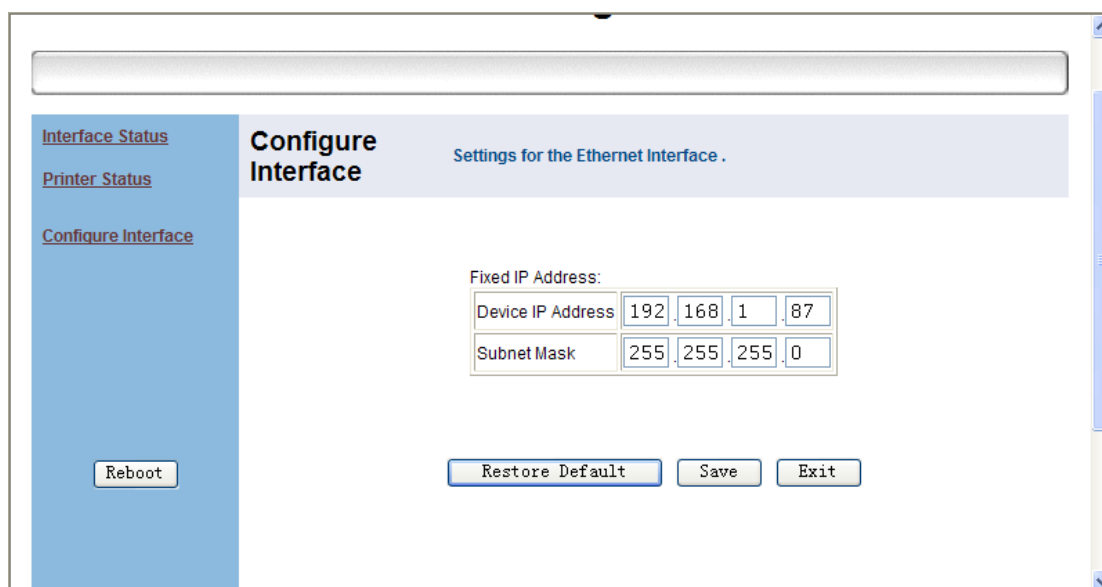 Interface Status
Printer Status
Configure Interface
Reboot
Configure
Interface
Settings for the Ethernet Interface .
Fixed IP Address:
Device IP Address 192 . 168 . 1 . 87
Subnet Mask 255 . 255 . 255 . 0
Restore Default Save Exit